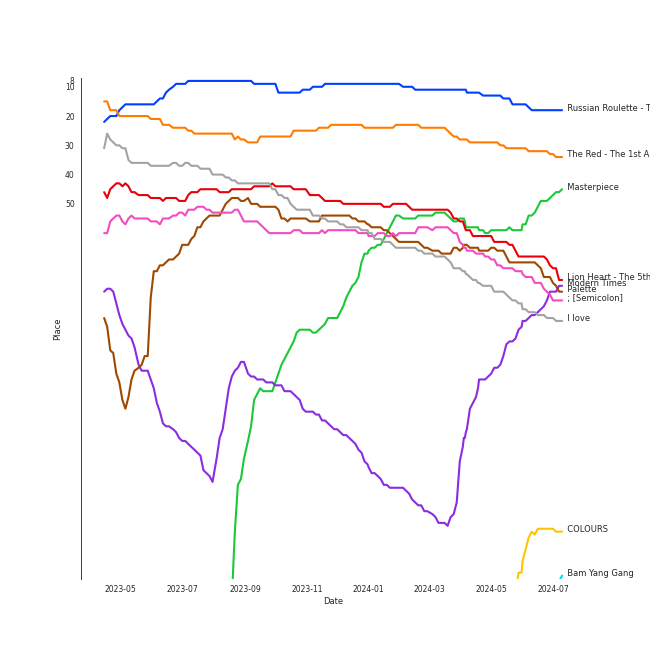 8
10
20
30
40
50
Place
Russian Roulette - T
The Red - The 1st A
Masterpiece
Lion Heart - The 5th
Modern Times
Palette
; [Semicolon]
I love
COLOURS
Bam Yang Gang
2023-05 2023-07 2023-09 2023-11 2024-01 2024-03 2024-05 2024-07
Date